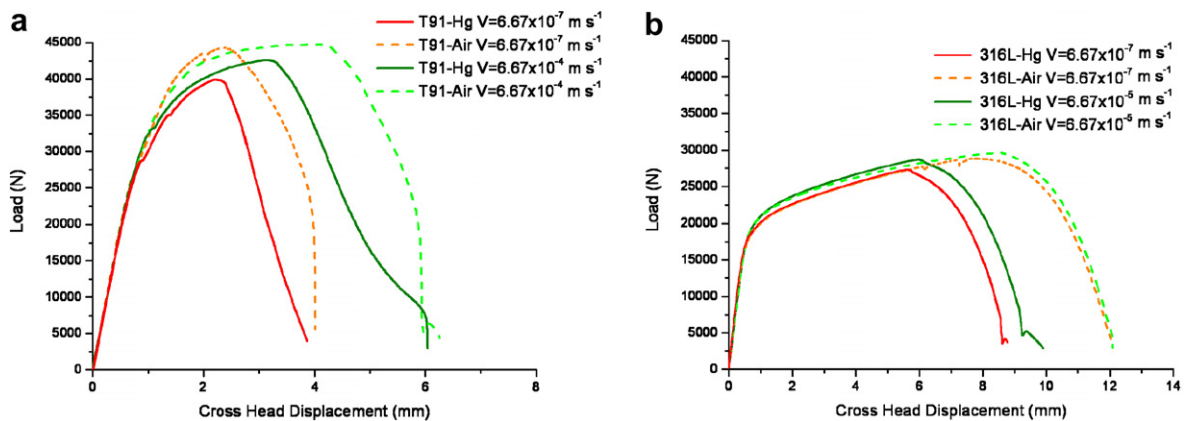 a
T91-Hg V=6.67x10⁻⁷ m s⁻¹
T91-Air V=6.67x10⁻⁷ m s⁻¹
T91-Hg V=6.67x10⁻⁴ m s⁻¹
T91-Air V=6.67x10⁻⁴ m s⁻¹
45000
40000
35000
30000
25000
20000
15000
10000
5000
0
Load (N)
0 2 4 6 8
Cross Head Displacement (mm)
b
316L-Hg V=6.67x10⁻⁷ m s⁻¹
316L-Air V=6.67x10⁻⁷ m s⁻¹
316L-Hg V=6.67x10⁻⁵ m s⁻¹
316L-Air V=6.67x10⁻⁵ m s⁻¹
45000
40000
35000
30000
25000
20000
15000
10000
5000
0
Load (N)
0 2 4 6 8 10 12 14
Cross Head Displacement (mm)